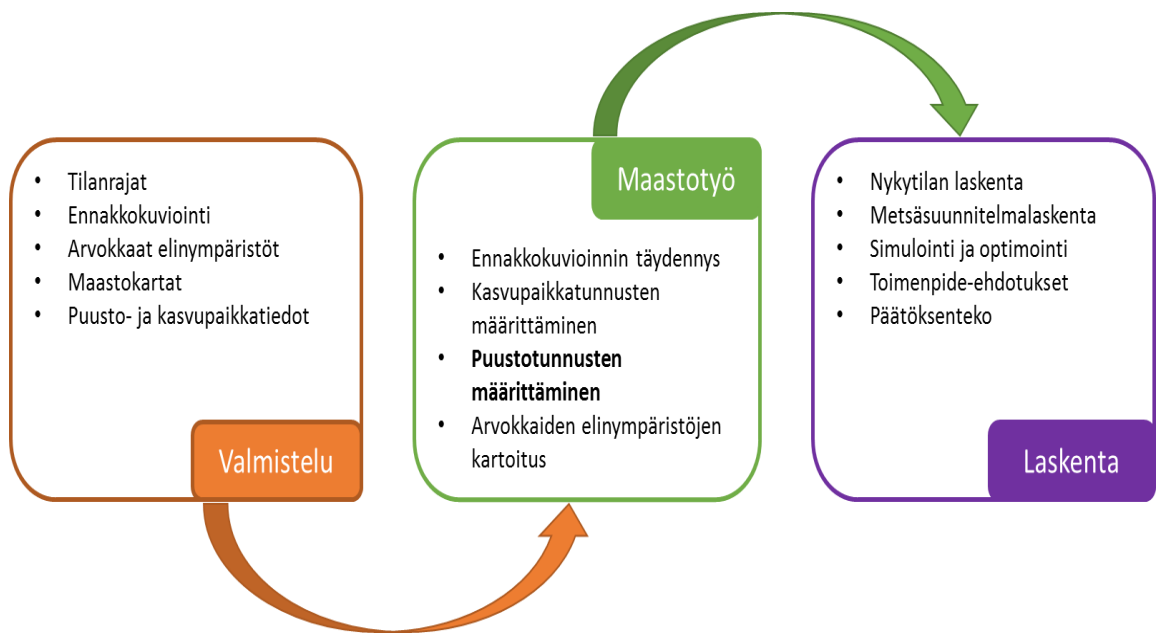 • Tilanrajat
• Ennakkokuviointi
• Arvokkaat elinympäristöt
• Maastokartat
• Puusto- ja kasvupaikkatiedot
Valmistelu
Maastotyö
• Ennakkokuvioinnin täydennys
• Kasvupaikkatunnusten
määrittäminen
• Puustotunnusten
määrittäminen
• Arvokkaiden elinympäristöjen
kartoitus
• Nykytilan laskenta
• Metsäsuunnitelmalaskenta
• Simulointi ja optimointi
• Toimenpide-ehdotukset
• Päätöksenteko
Laskenta